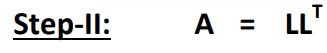 Step-II: A = LL^T